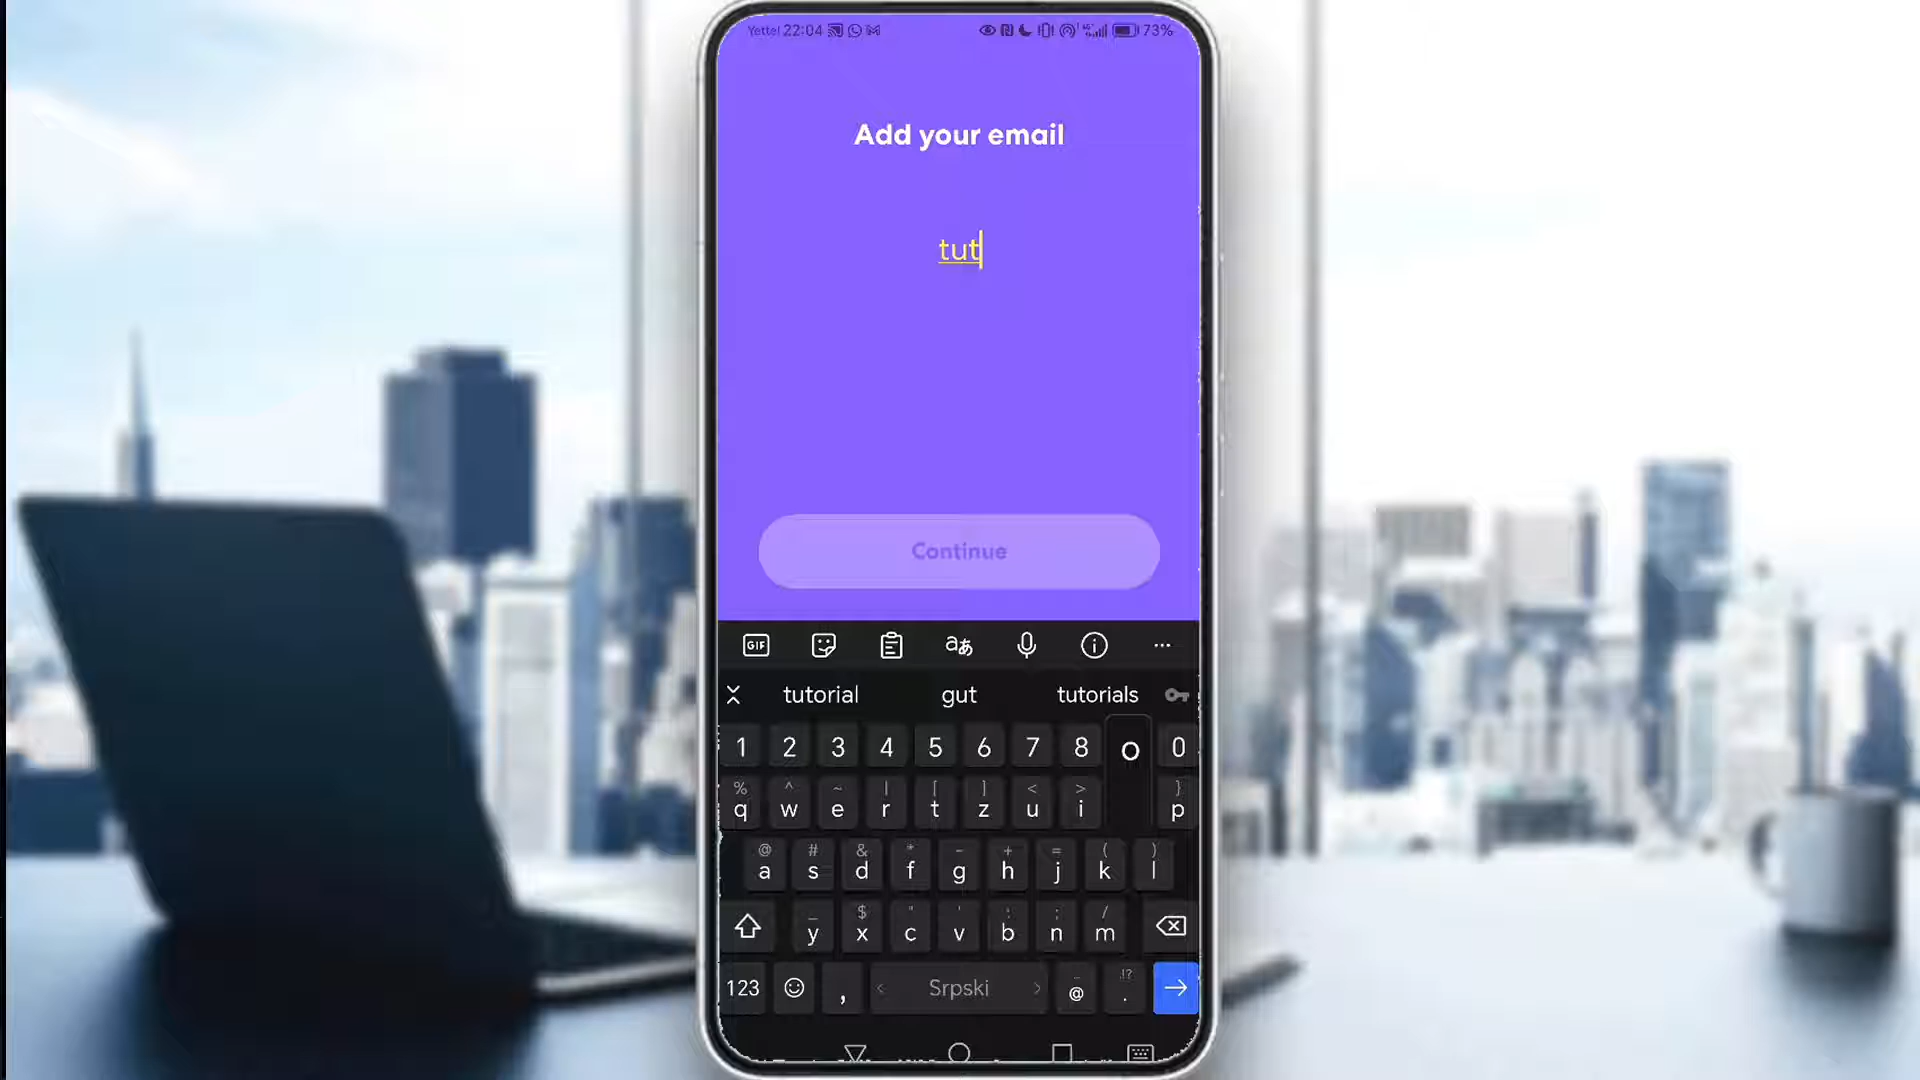 Yettel 22:04 73%
Add your email
tut
Continue
GIF
tutorial gut tutorials
1 2 3 4 5 6 7 8 o 0
% ^ ~ | [ ] < > }
q w e r t z u i p
@ # & * - + = ( )
a s d f g h j k l
_ $ " ' : ; /
y x c v b n m
!?
123 , < Srpski > @ .